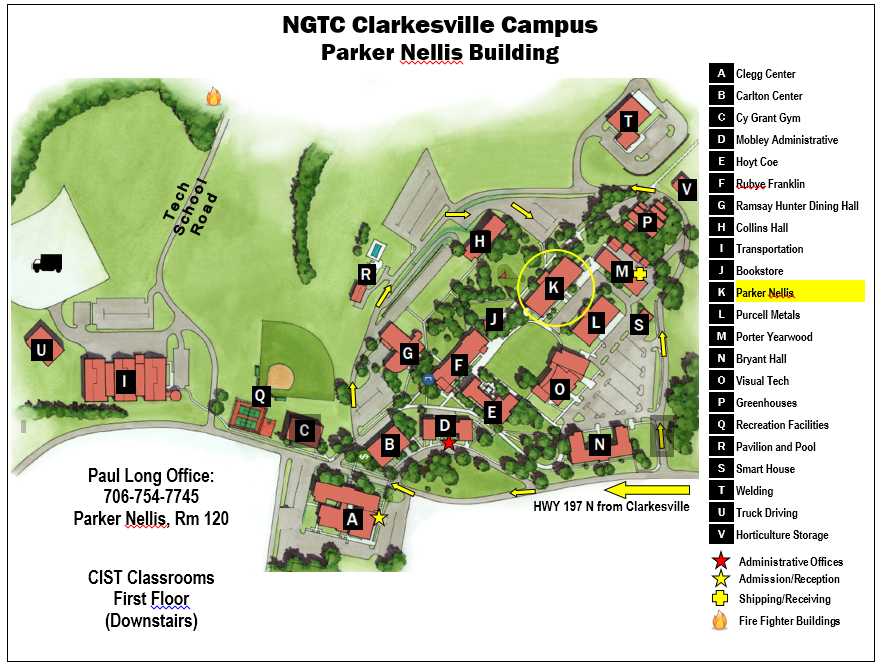 NGTC Clarkesville Campus
Parker Nellis Building
A Clegg Center
B Carlton Center
C Cy Grant Gym
D Mobley Administrative
E Hoyt Coe
F Rubye Franklin
G Ramsay Hunter Dining Hall
H Collins Hall
I Transportation
J Bookstore
K Parker Nellis
L Purcell Metals
M Porter Yearwood
N Bryant Hall
O Visual Tech
P Greenhouses
Q Recreation Facilities
R Pavilion and Pool
S Smart House
T Welding
U Truck Driving
V Horticulture Storage
Administrative Offices
Admission/Reception
Shipping/Receiving
Fire Fighter Buildings
Tech School Road
T
V
P
H
M
R
K
J
L
S
U
G
F
I
O
Q
E
C
D
B
N
A
HWY 197 N from Clarkesville
Paul Long Office:
706-754-7745
Parker Nellis, Rm 120
CIST Classrooms
First Floor
(Downstairs)